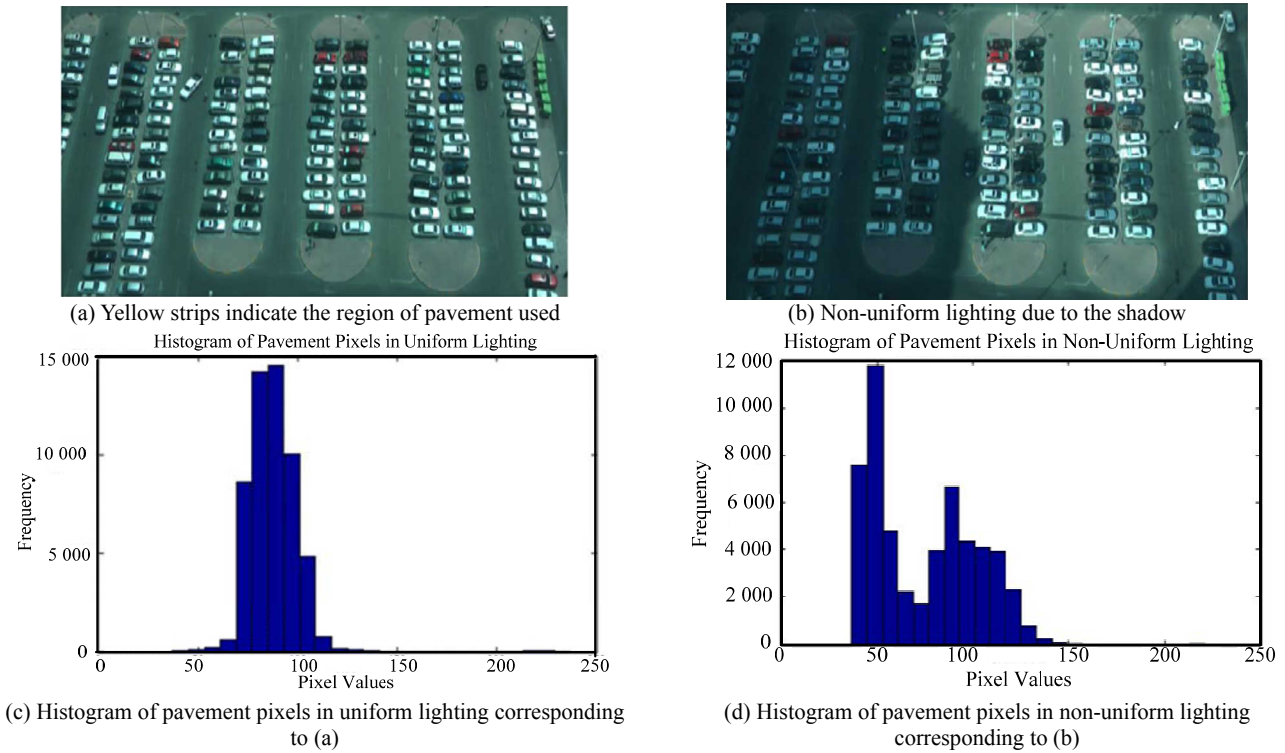 (a) Yellow strips indicate the region of pavement used
(b) Non-uniform lighting due to the shadow
Histogram of Pavement Pixels in Uniform Lighting
15 000
10 000
5 000
0
Frequency
0 50 100 150 200 250
Pixel Values
(c) Histogram of pavement pixels in uniform lighting corresponding
to (a)
Histogram of Pavement Pixels in Non-Uniform Lighting
12 000
10 000
8 000
6 000
4 000
2 000
0
Frequency
0 50 100 150 200 250
Pixel Values
(d) Histogram of pavement pixels in non-uniform lighting
corresponding to (b)